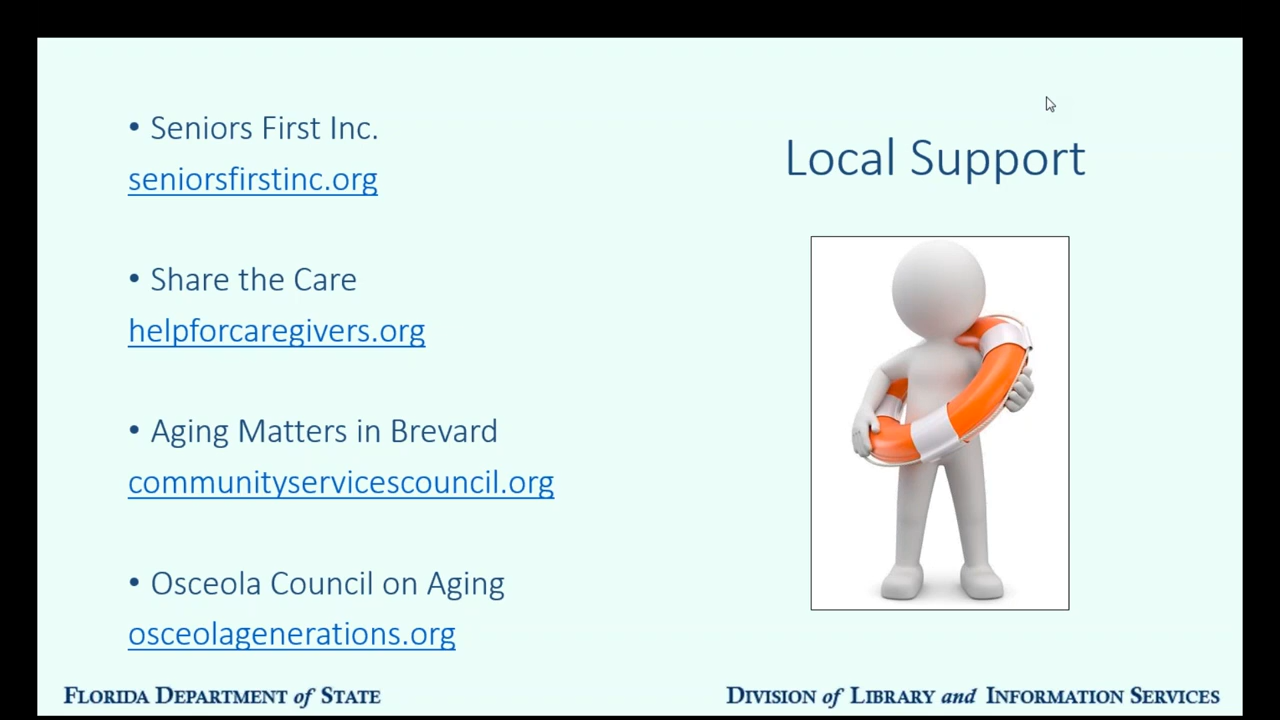 • Seniors First Inc.
seniorsfirstinc.org
• Share the Care
helpforcaregivers.org
• Aging Matters in Brevard
communityservicescouncil.org
• Osceola Council on Aging
osceolagenerations.org
Local Support
FLORIDA DEPARTMENT of STATE
DIVISION of LIBRARY and INFORMATION SERVICES